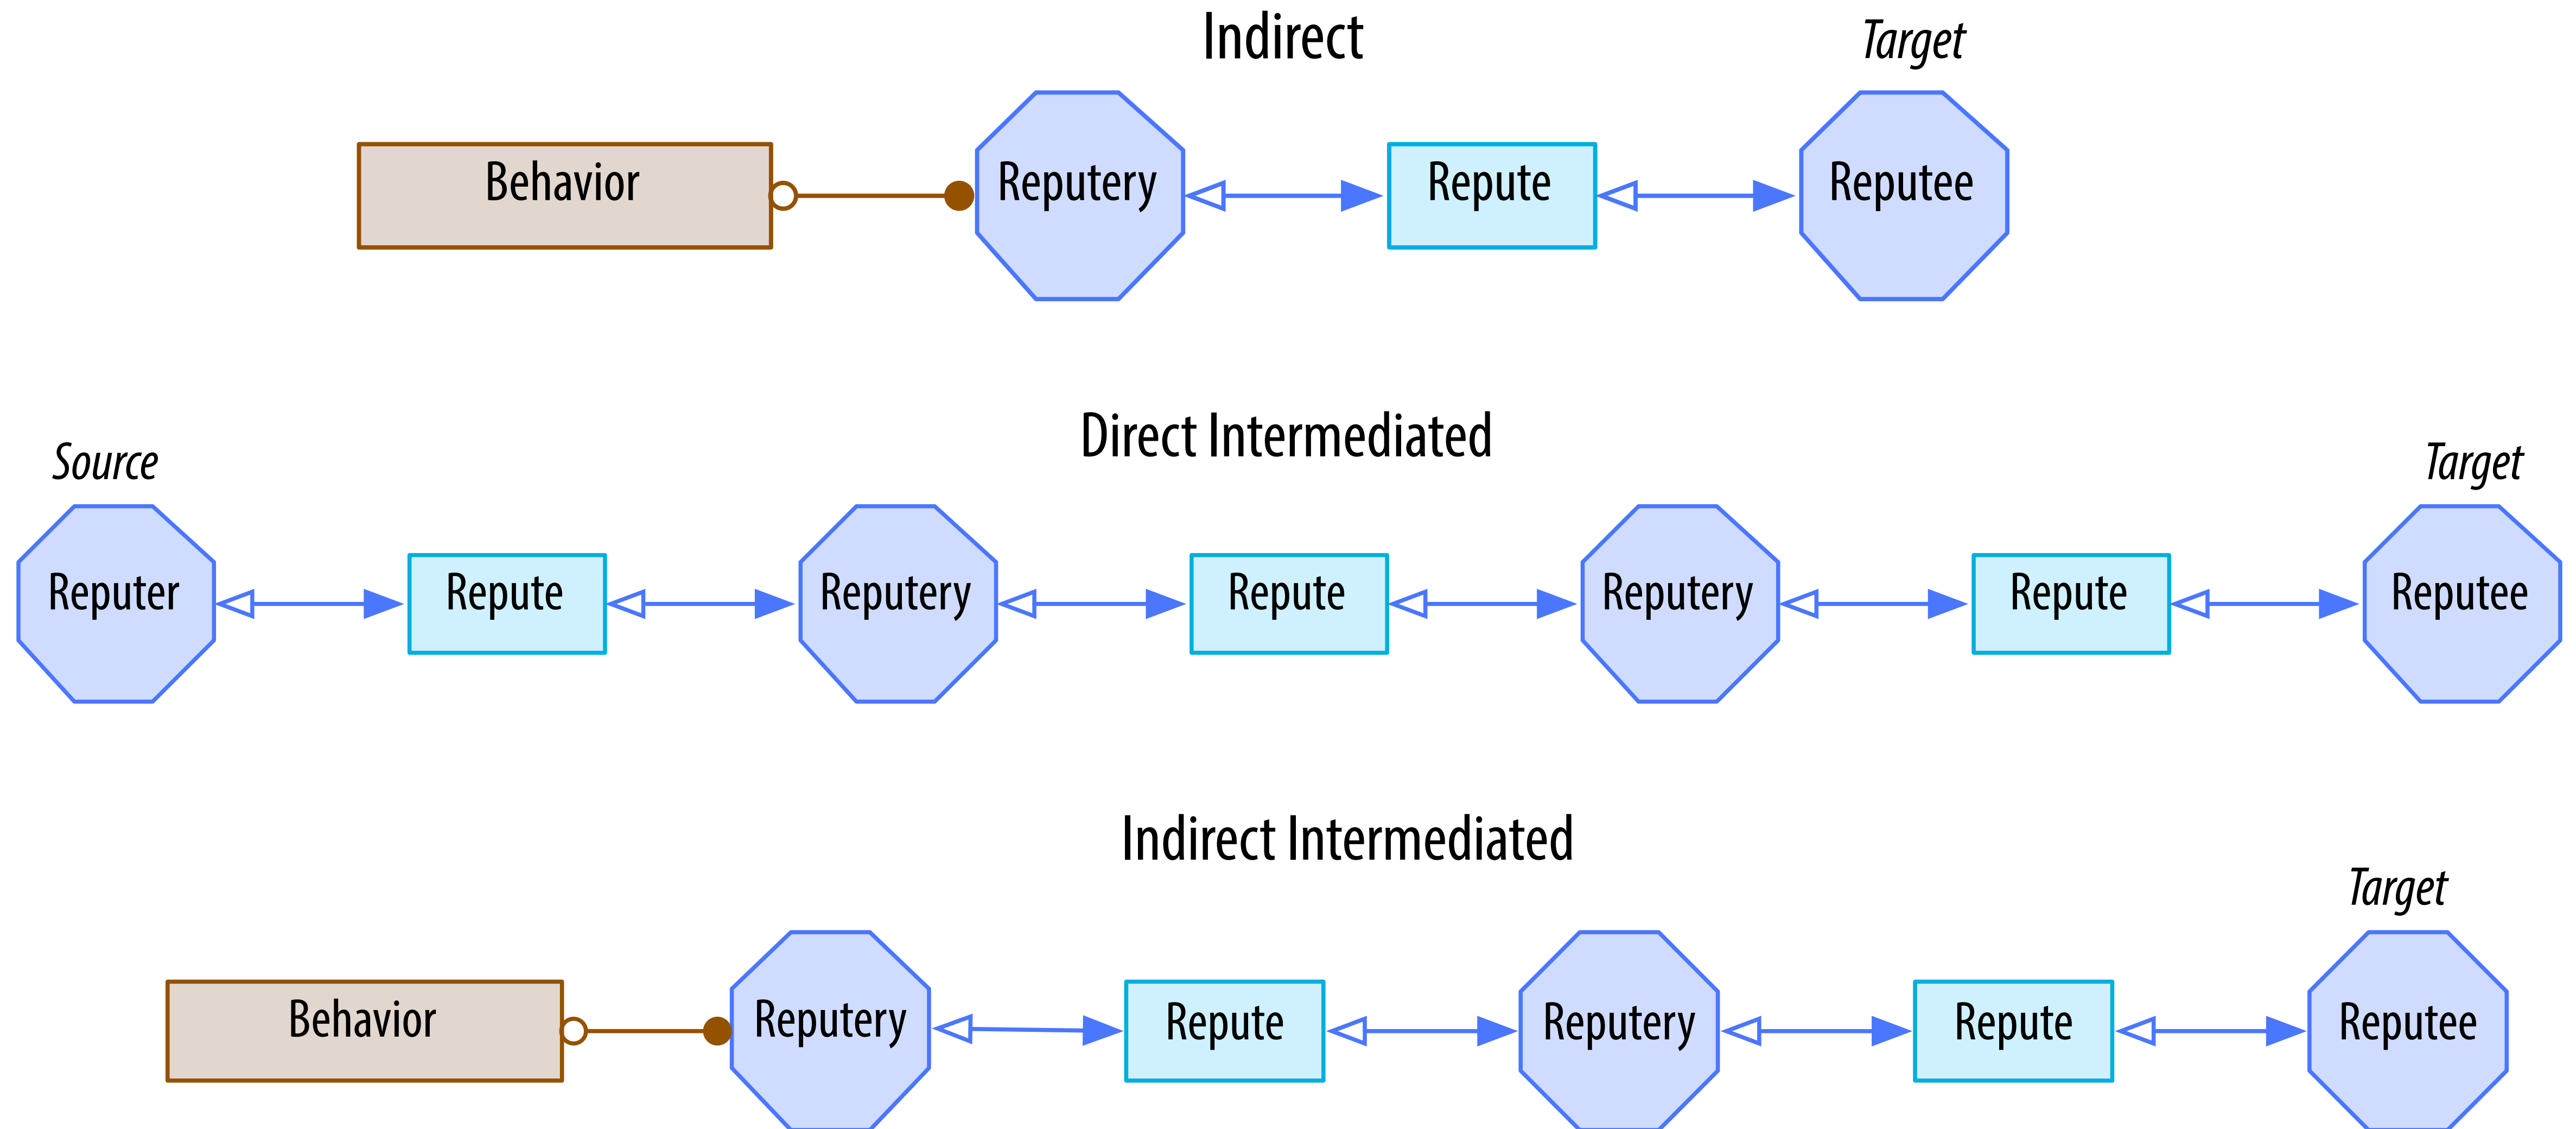 Indirect
Target
Behavior
Reputery
Repute
Reputee
Direct Intermediated
Source
Target
Reputer
Repute
Reputery
Repute
Reputery
Repute
Reputee
Indirect Intermediated
Target
Behavior
Reputery
Repute
Reputery
Repute
Reputee